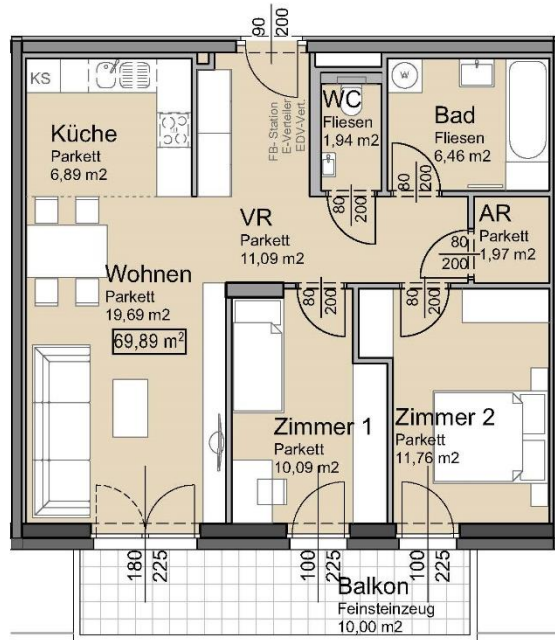 90
200
KS
Küche
Parkett
6,89 m2
FB- Station
E-Verteiler
EDV-Vert.
WC
Fliesen
1,94 m2
W
Bad
Fliesen
6,46 m2
80
200
80
200
VR
Parkett
11,09 m2
AR
Parkett
1,97 m2
80
200
Wohnen
Parkett
19,69 m2
69,89 m²
80
200
80
200
Zimmer 1
Parkett
10,09 m2
Zimmer 2
Parkett
11,76 m2
180
225
100
225
100
225
Balkon
Feinsteinzeug
10,00 m2